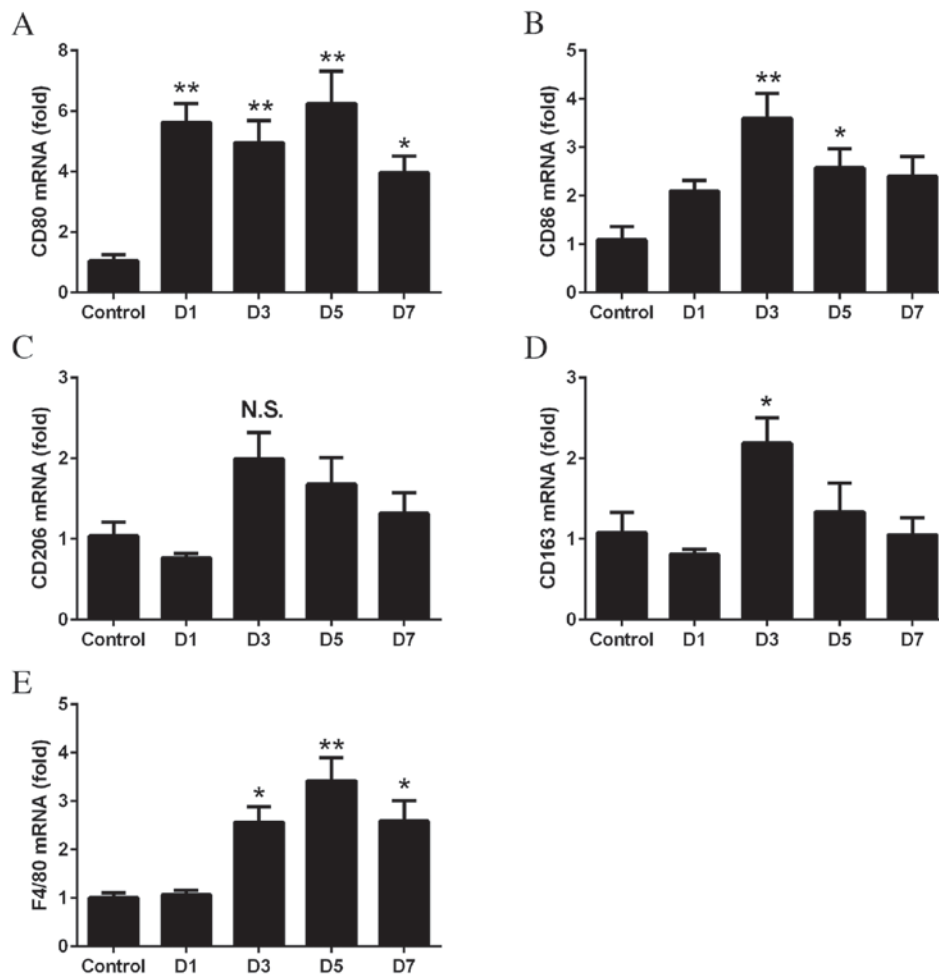 A
CD80 mRNA (fold)
8
6
4
2
0
**
**
**
*
Control D1 D3 D5 D7
B
CD86 mRNA (fold)
5
4
3
2
1
0
**
*
Control D1 D3 D5 D7
C
CD206 mRNA (fold)
3
2
1
0
N.S.
Control D1 D3 D5 D7
D
CD163 mRNA (fold)
3
2
1
0
*
Control D1 D3 D5 D7
E
F4/80 mRNA (fold)
5
4
3
2
1
0
*
**
*
Control D1 D3 D5 D7